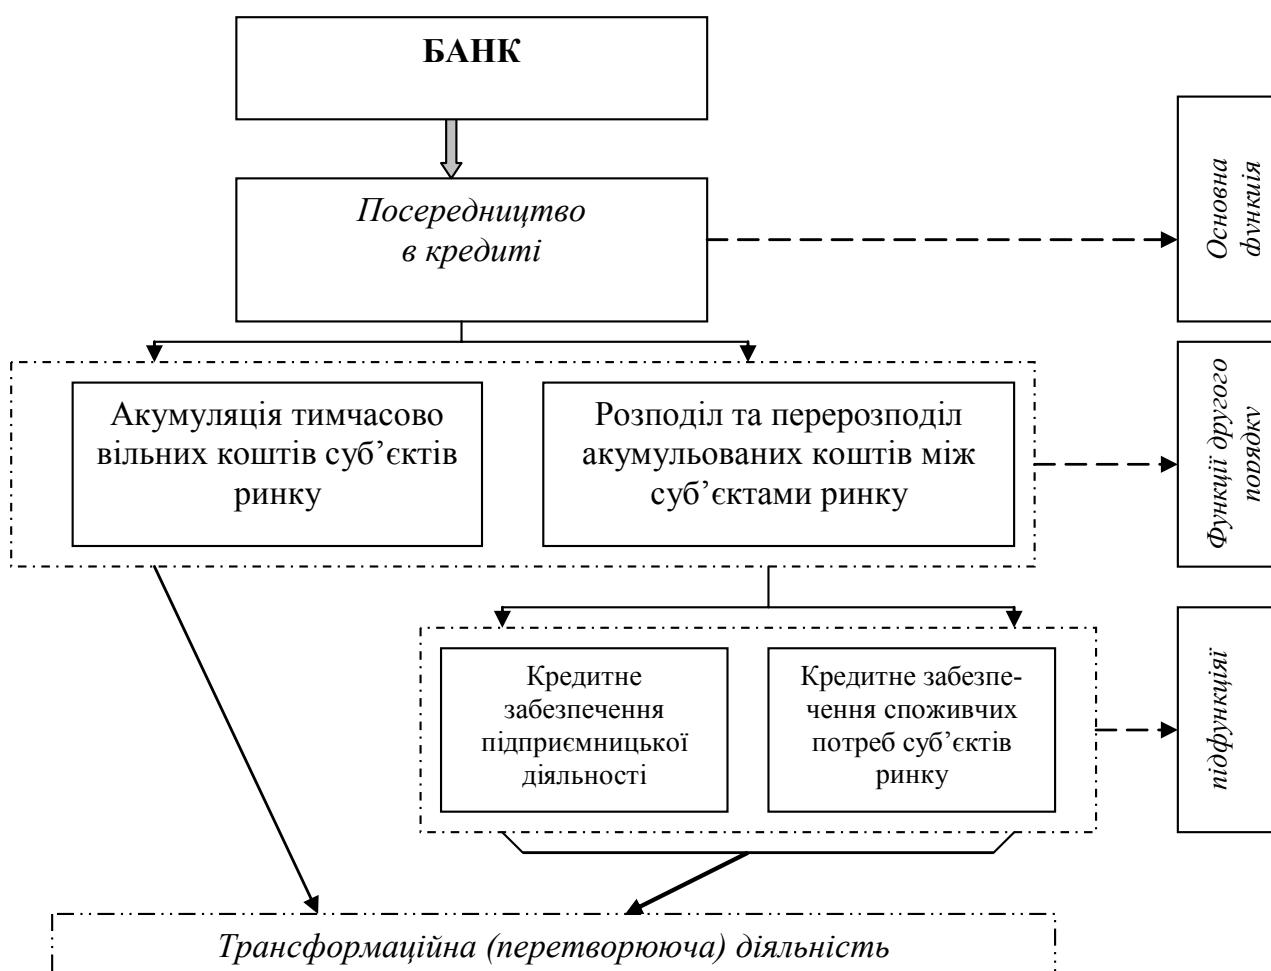 БАНК
Посередництво
в кредиті
Основна
функція
Акумуляція тимчасово
вільних коштів суб’єктів
ринку
Розподіл та перерозподіл
акумульованих коштів між
суб’єктами ринку
Функції другого
порядку
Кредитне
забезпечення
підприємницької
діяльності
Кредитне забезпе-
чення споживчих
потреб суб’єктів
ринку
підфункціяї
Трансформаційна (перетворююча) діяльність